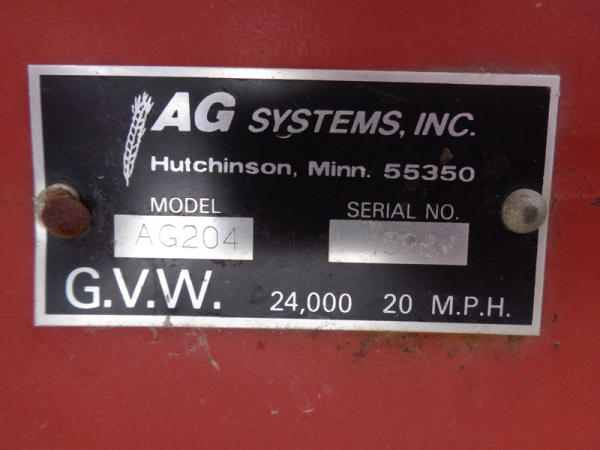 AG SYSTEMS, INC.
Hutchinson, Minn. 55350
MODEL SERIAL NO.
AG204
G.V.W. 24,000 20 M.P.H.